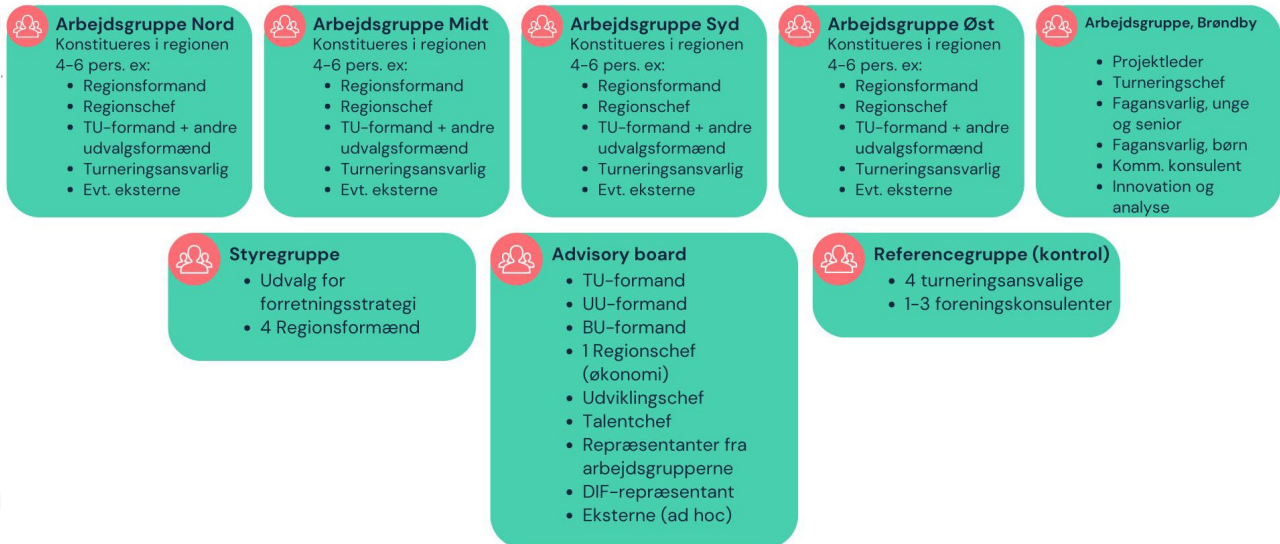 Arbejdsgruppe Nord
Konstitueres i regionen
4-6 pers. ex:
• Regionsformand
• Regionschef
• TU-formand + andre
udvalgsformænd
• Turneringsansvarlig
• Evt. eksterne
Arbejdsgruppe Midt
Konstitueres i regionen
4-6 pers. ex:
• Regionsformand
• Regionschef
• TU-formand + andre
udvalgsformænd
• Turneringsansvarlig
• Evt. eksterne
Arbejdsgruppe Syd
Konstitueres i regionen
4-6 pers. ex:
• Regionsformand
• Regionschef
• TU-formand + andre
udvalgsformænd
• Turneringsansvarlig
• Evt. eksterne
Arbejdsgruppe Øst
Konstitueres i regionen
4-6 pers. ex:
• Regionsformand
• Regionschef
• TU-formand + andre
udvalgsformænd
• Turneringsansvarlig
• Evt. eksterne
Arbejdsgruppe, Brøndby
• Projektleder
• Turneringschef
• Fagansvarlig, unge
og senior
• Fagansvarlig, børn
• Komm. konsulent
• Innovation og
analyse
Styregruppe
• Udvalg for
forretningsstrategi
• 4 Regionsformænd
Advisory board
• TU-formand
• UU-formand
• BU-formand
• 1 Regionschef
(økonomi)
• Udviklingschef
• Talentchef
• Repræsentanter fra
arbejdsgrupperne
• DIF-repræsentant
• Eksterne (ad hoc)
Referencegruppe (kontrol)
• 4 turneringsansvalige
• 1-3 foreningskonsulenter